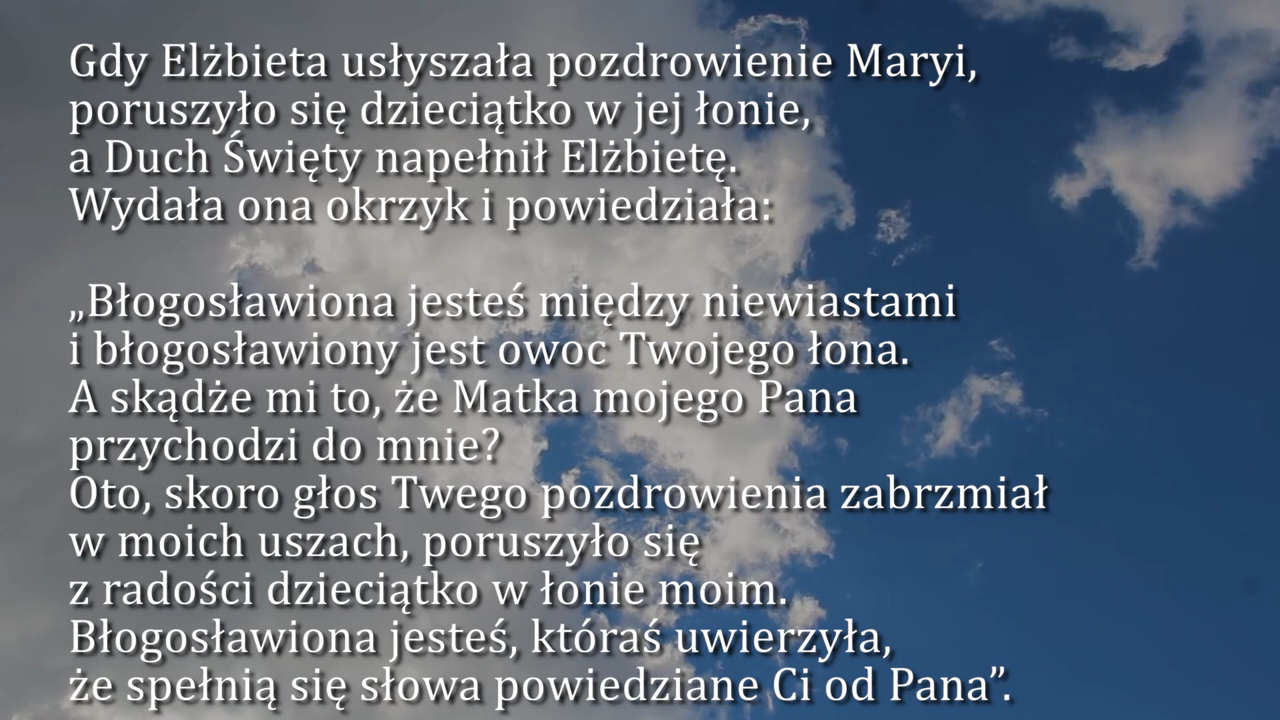 Gdy Elżbieta usłyszała pozdrowienie Maryi,
poruszyło się dzieciątko w jej łonie,
a Duch Święty napełnił Elżbietę.
Wydała ona okrzyk i powiedziała:
„Błogosławiona jesteś między niewiastami
i błogosławiony jest owoc Twojego łona.
A skądże mi to, że Matka mojego Pana
przychodzi do mnie?
Oto, skoro głos Twego pozdrowienia zabrzmiał
w moich uszach, poruszyło się
z radości dzieciątko w łonie moim.
Błogosławiona jesteś, któraś uwierzyła,
że spełnią się słowa powiedziane Ci od Pana”.